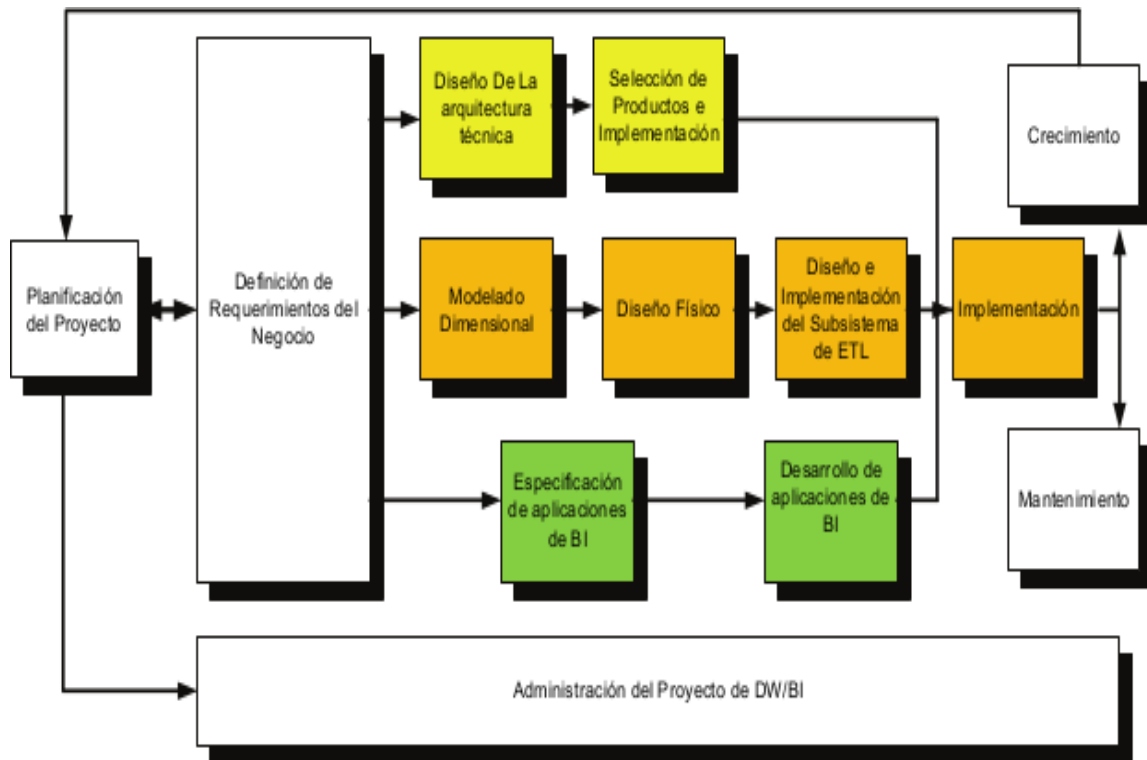 Diseño De La
arquitectura
técnica
Selección de
Productos e
Implementación
Crecimiento
Planificación
del Proyecto
Definición de
Requerimientos del
Negocio
Modelado
Dimensional
Diseño Físico
Diseño e
Implementación
del Subsistema
de ETL
Implementación
Especificación
de aplicaciones
de BI
Desarrollo de
aplicaciones de
BI
Mantenimiento
Administración del Proyecto de DW/BI